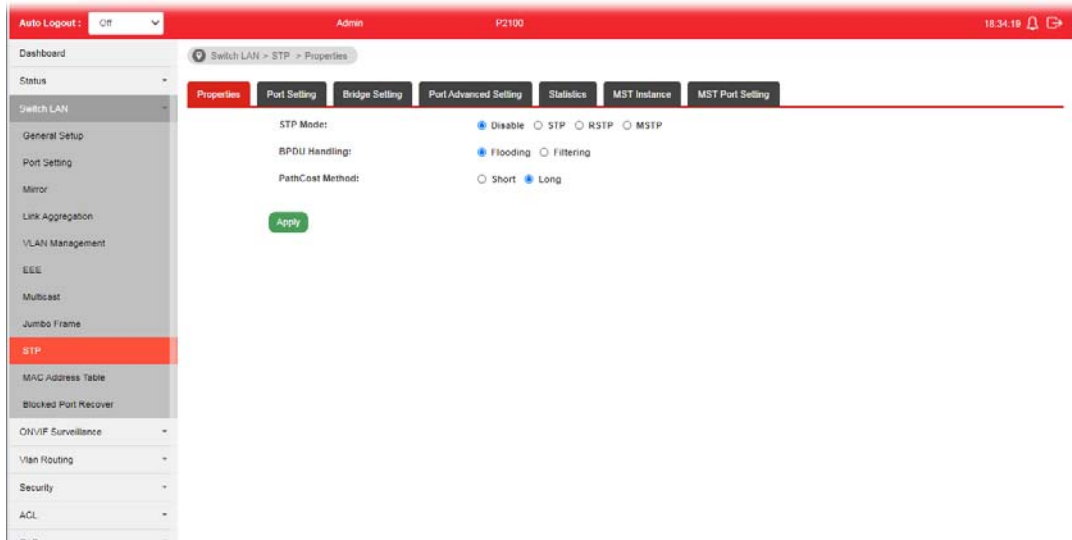 Auto Logout : Off Admin P2100 18:34:19
Dashboard
Switch LAN > STP > Properties
Status
Properties Port Setting Bridge Setting Port Advanced Setting Statistics MST Instance MST Port Setting
Switch LAN
STP Mode: Disable STP RSTP MSTP
General Setup
BPDU Handling: Flooding Filtering
Port Setting
PathCost Method: Short Long
Mirror
Link Aggregation
Apply
VLAN Management
EEE
Multicast
Jumbo Frame
STP
MAC Address Table
Blocked Port Recover
ONVIF Surveillance
Vlan Routing
Security
ACL